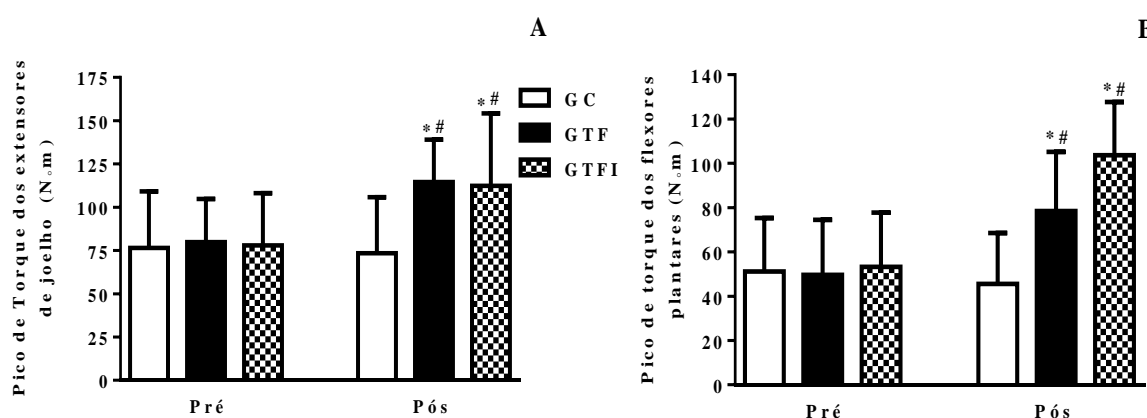 A
Pico de Torque dos extensores
de joelho (N.m)
175
150
125
100
75
50
25
0
*#
*#
GC
GTF
GTFI
Pré
Pós
B
Pico de torque dos flexores
plantares (N.m)
140
120
100
80
60
40
20
0
*#
*#
Pré
Pós